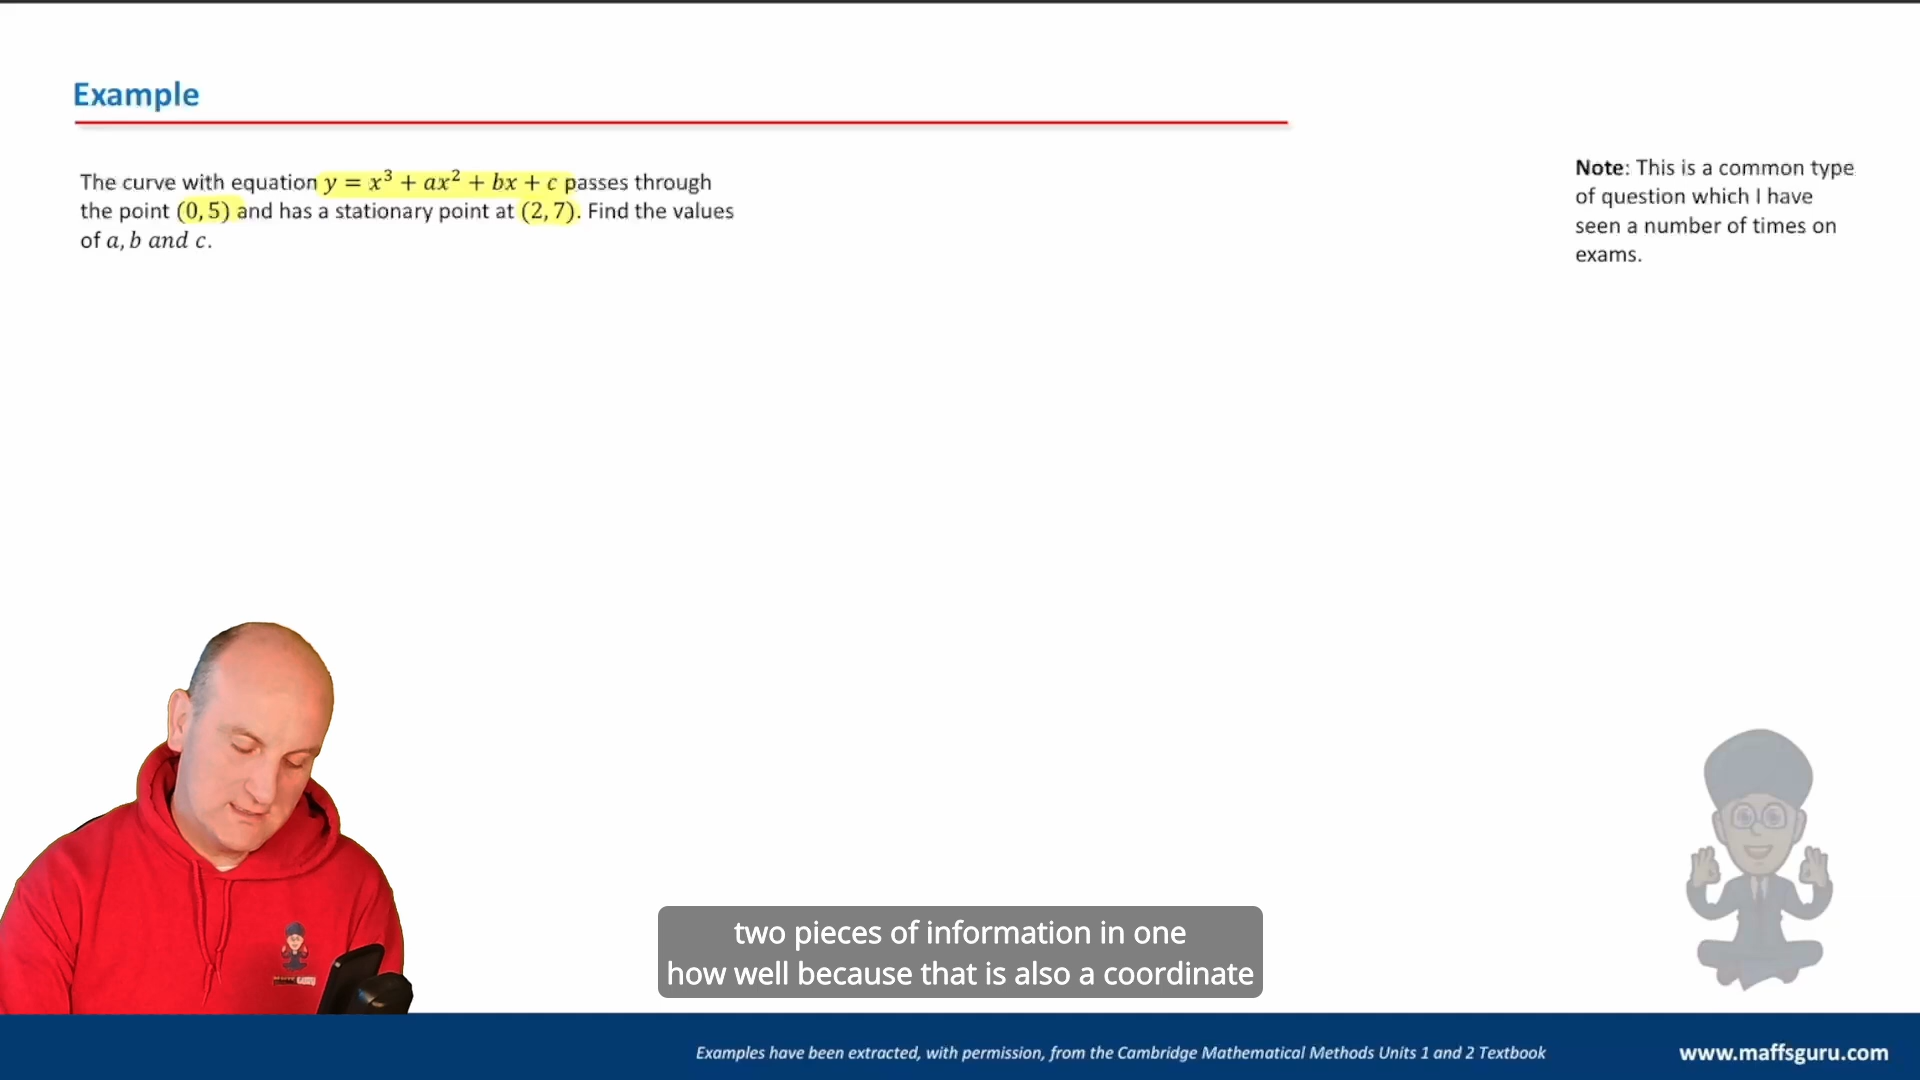 Example
The curve with equation y = x³ + ax² + bx + c passes through
the point (0, 5) and has a stationary point at (2, 7). Find the values
of a, b and c.
Note: This is a common type
of question which I have
seen a number of times on
exams.
two pieces of information in one
how well because that is also a coordinate
Examples have been extracted, with permission, from the Cambridge Mathematical Methods Units 1 and 2 Textbook
www.maffsguru.com